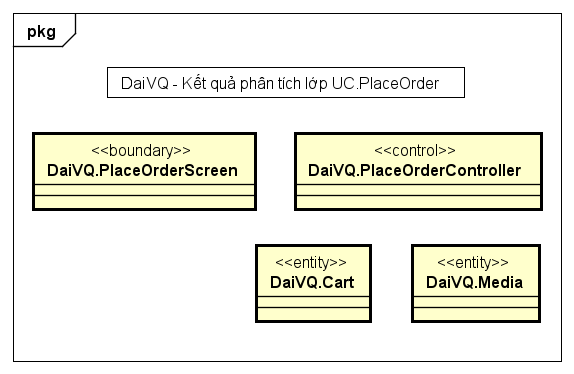 pkg
DaiVQ - Kết quả phân tích lớp UC.PlaceOrder
<<boundary>>
DaiVQ.PlaceOrderScreen
<<control>>
DaiVQ.PlaceOrderController
<<entity>>
DaiVQ.Cart
<<entity>>
DaiVQ.Media